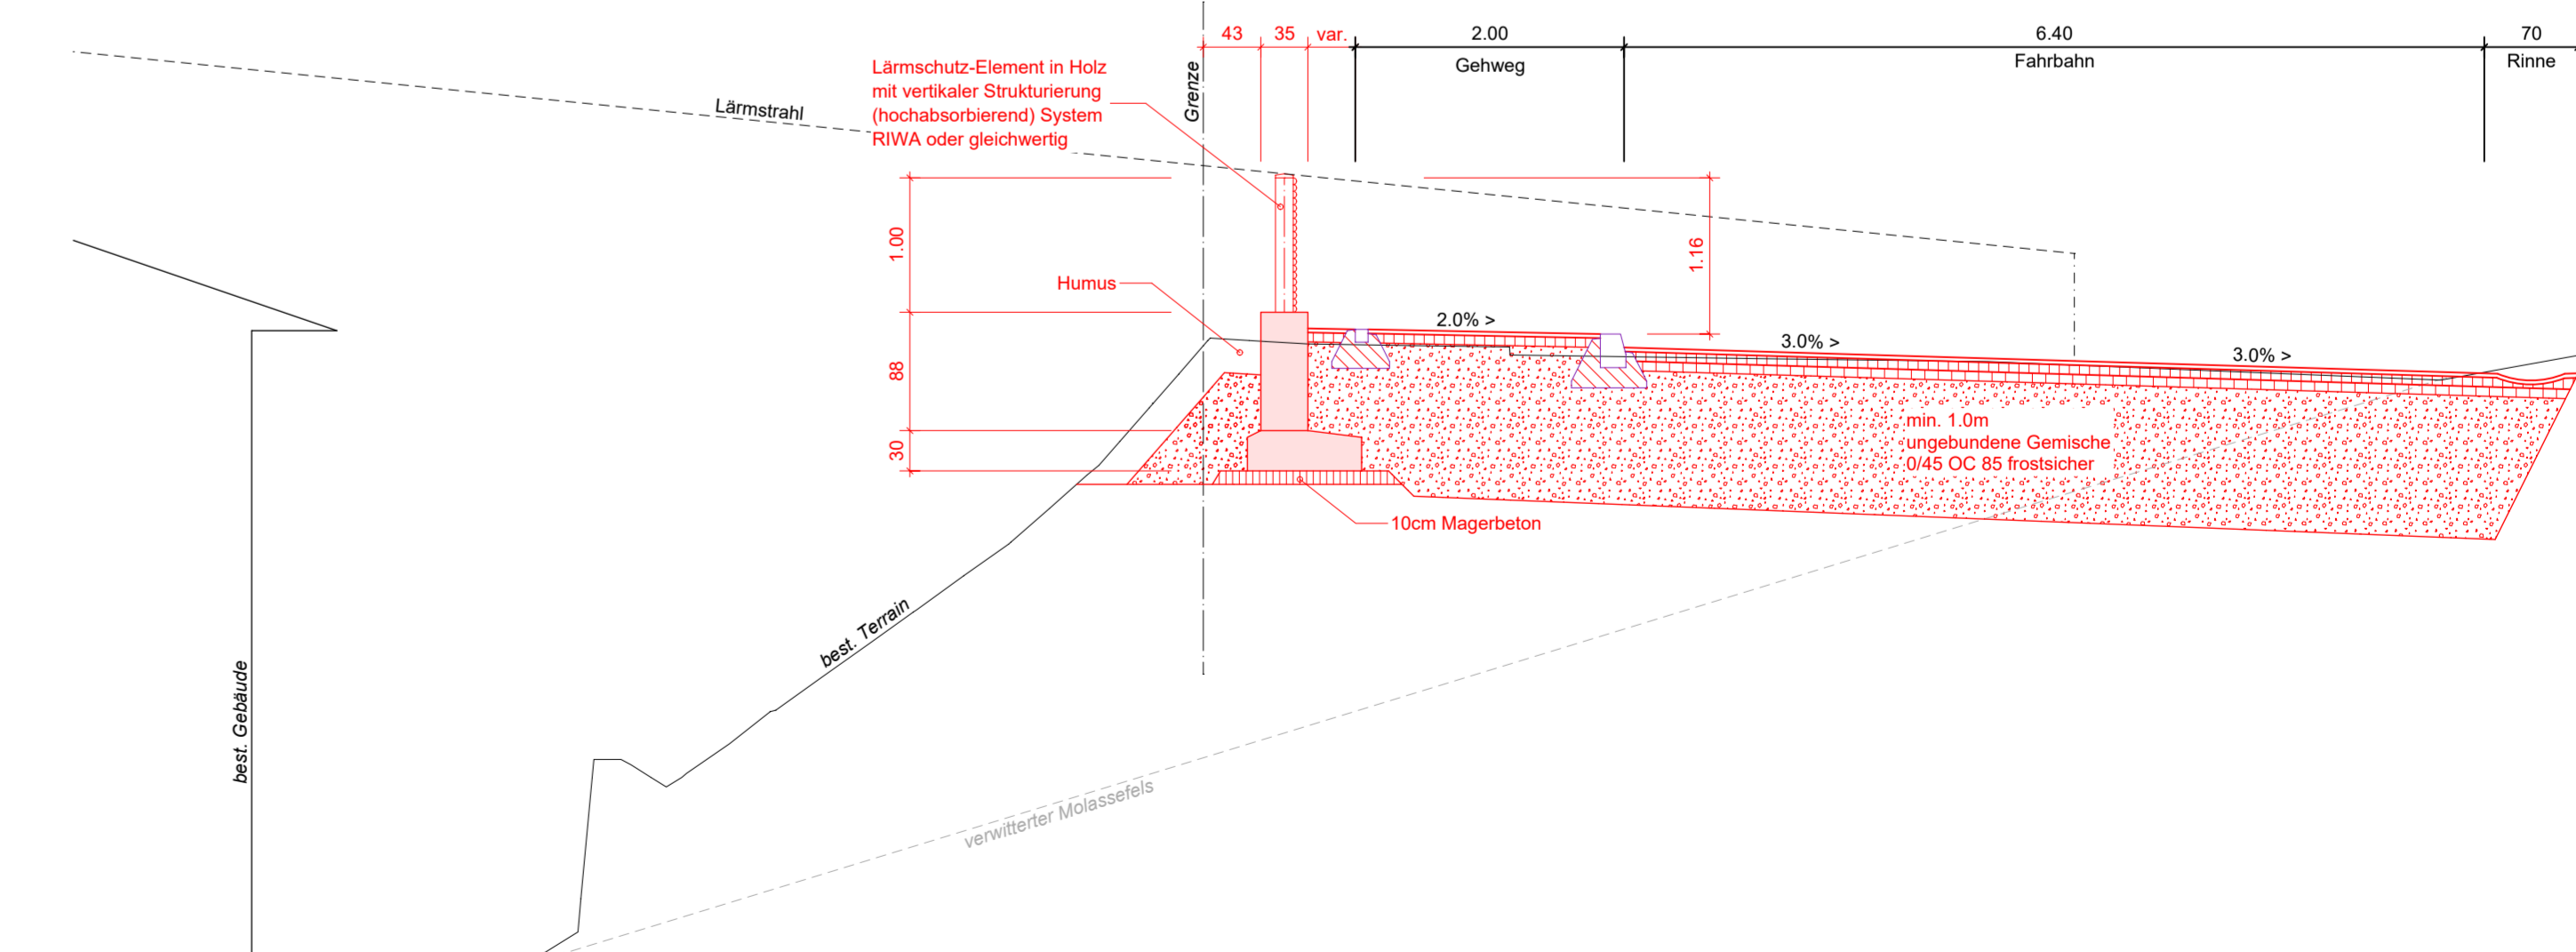 43 35 var. 2.00 6.40 70
Gehweg Fahrbahn Rinne
Grenze
Lärmschutz-Element in Holz
mit vertikaler Strukturierung
(hochabsorbierend) System
RIWA oder gleichwertig
Lärmstrahl
1.00
1.16
Humus
2.0% >
3.0% >
3.0% >
88
30
min. 1.0m
ungebundene Gemische
0/45 OC 85 frostsicher
10cm Magerbeton
best. Terrain
best. Gebäude
verwitterter Molassefels